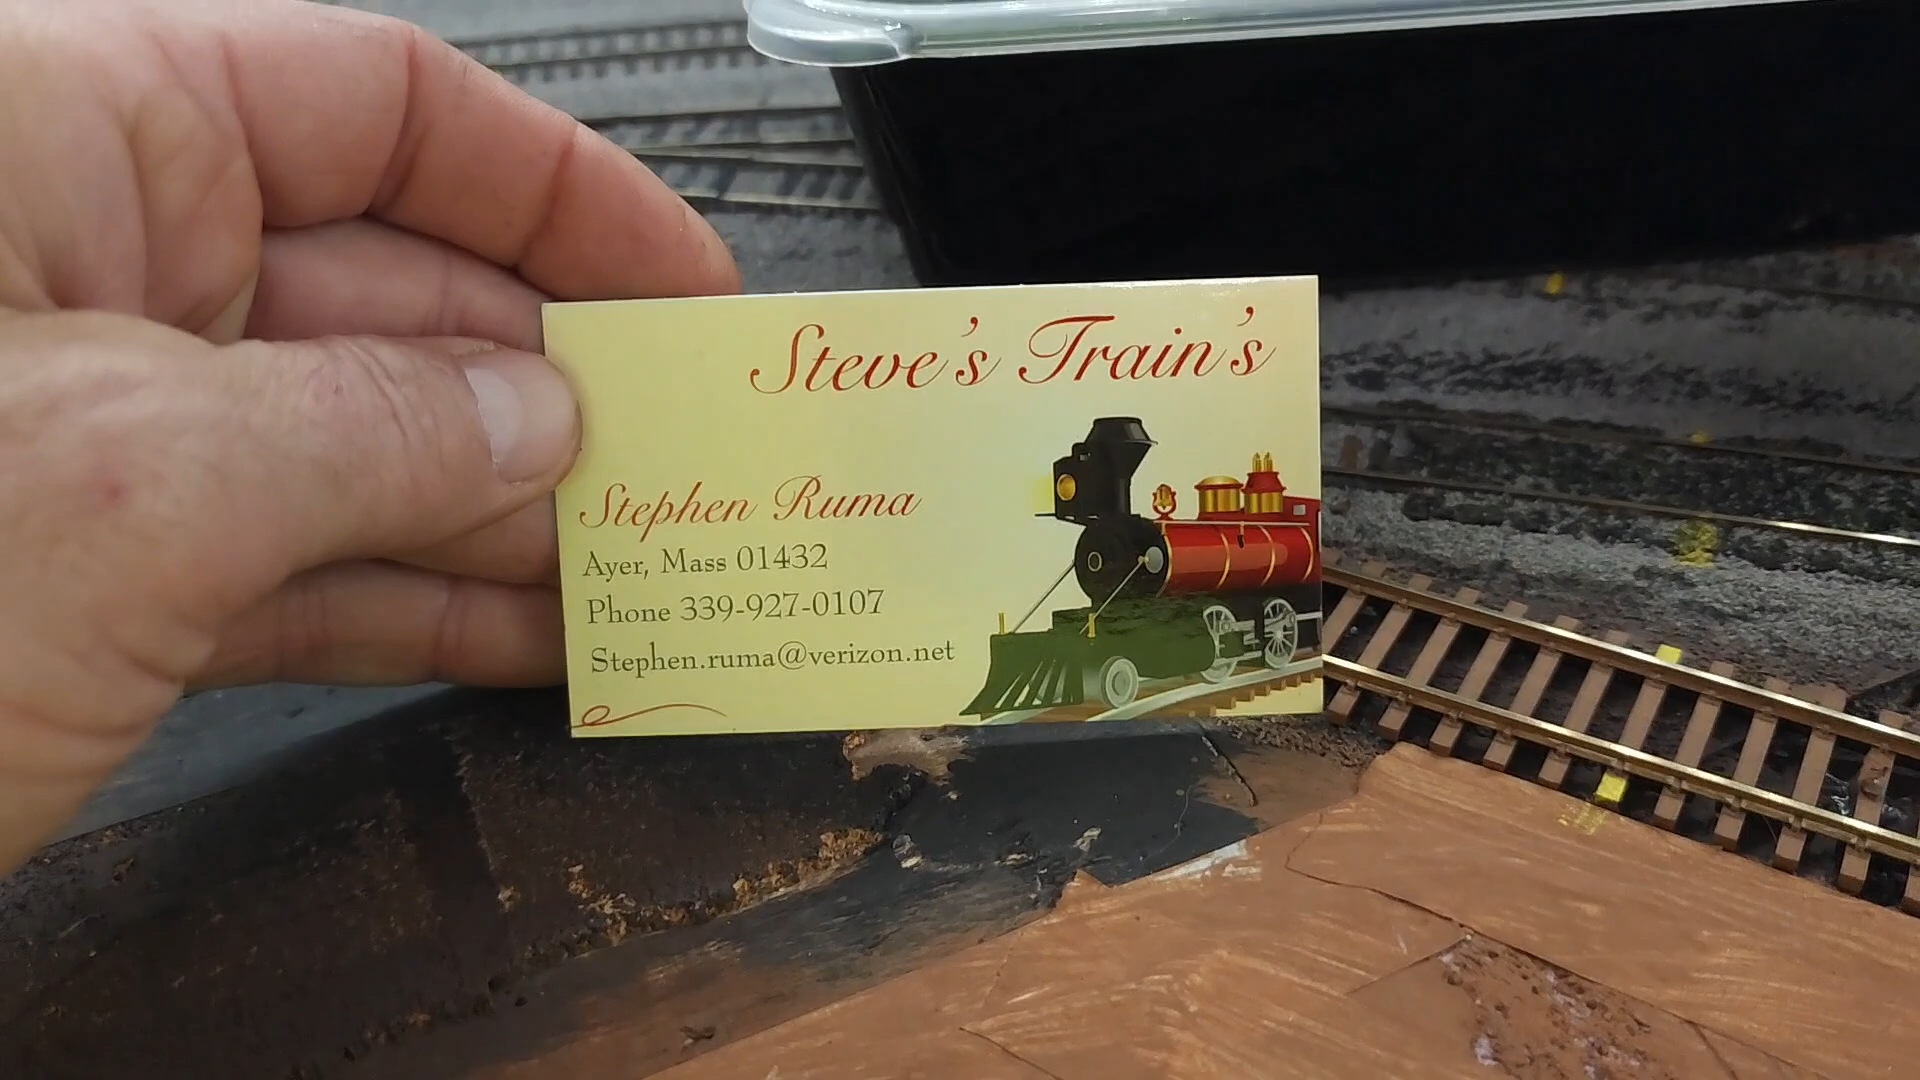 Steve's Train's
Stephen Ruma
Ayer, Mass 01432
Phone 339-927-0107
Stephen.ruma@verizon.net